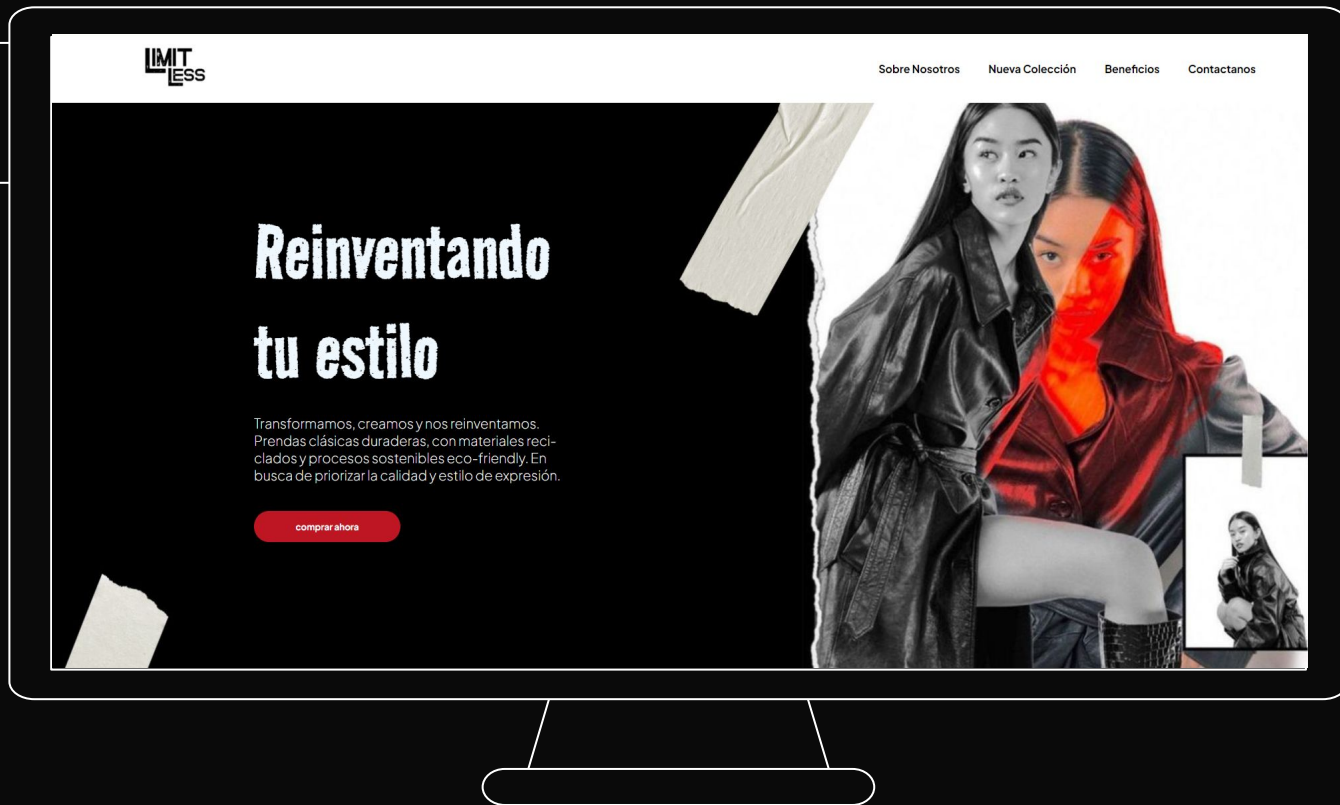 LIMIT
LESS
Sobre Nosotros
Nueva Colección
Beneficios
Contactanos
Reinventando
tu estilo
Transformamos, creamos y nos reinventamos.
Prendas clásicas duraderas, con materiales reci-
clados y procesos sostenibles eco-friendly. En
busca de priorizar la calidad y estilo de expresión.
comprar ahora